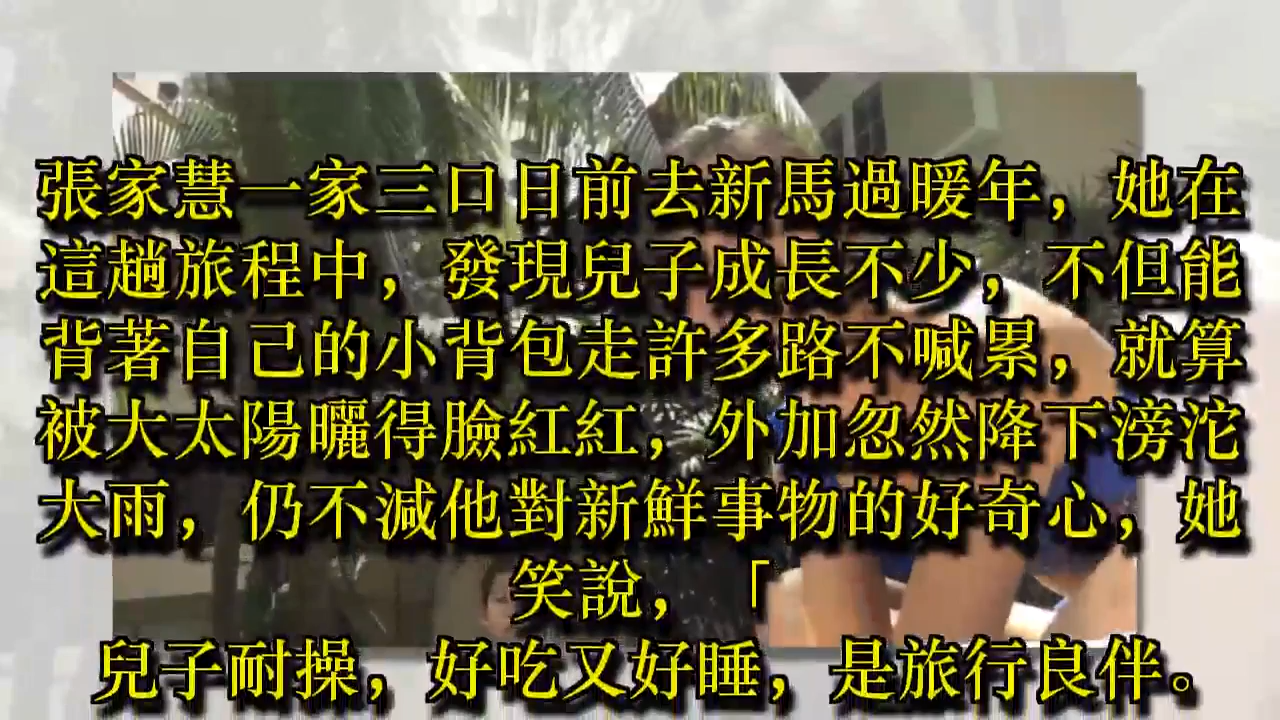 張家慧一家三口日前去新馬過暖年，她在
這趟旅程中，發現兒子成長不少，不但能
背著自己的小背包走許多路不喊累，就算
被大太陽曬得臉紅紅，外加忽然降下滂沱
大雨，仍不減他對新鮮事物的好奇心，她
笑說，「
兒子耐操，好吃又好睡，是旅行良伴。